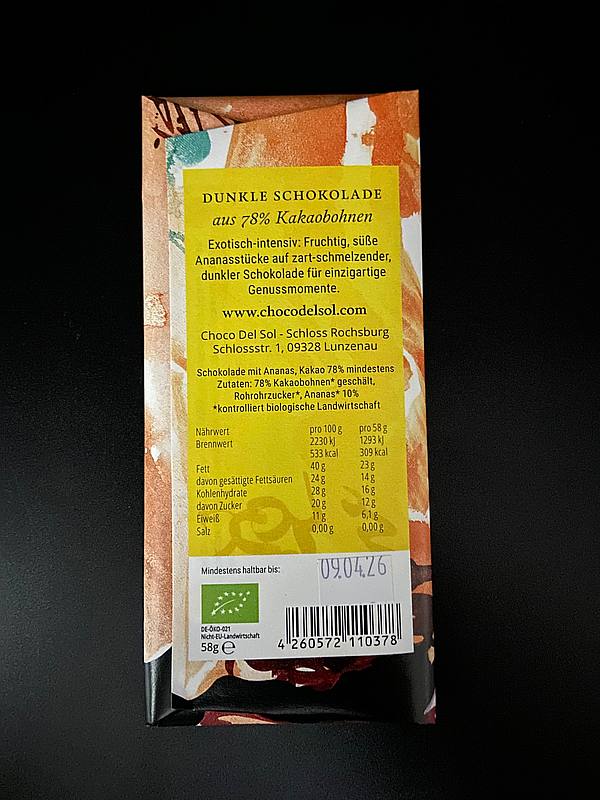 DUNKLE SCHOKOLADE
aus 78% Kakaobohnen
Exotisch-intensiv: Fruchtig, süße
Ananasstücke auf zart-schmelzender,
dunkler Schokolade für einzigartige
Genussmomente.
www.chocodelsol.com
Choco Del Sol - Schloss Rochsburg
Schlossstr. 1, 09328 Lunzenau
Schokolade mit Ananas, Kakao 78% mindestens
Zutaten: 78% Kakaobohnen* geschält,
Rohrohrzucker*, Ananas* 10%
*kontrolliert biologische Landwirtschaft
Nährwert pro 100 g pro 58 g
Brennwert 2230 kJ 1293 kJ
533 kcal 309 kcal
Fett 40 g 23 g
davon gesättigte Fettsäuren 24 g 14 g
Kohlenhydrate 28 g 16 g
davon Zucker 20 g 12 g
Eiweiß 11 g 6,1 g
Salz 0,00 g 0,00 g
Mindestens haltbar bis: 09.04.26
DE-ÖKO-021
Nicht-EU-Landwirtschaft
58g e
4 260572 110378